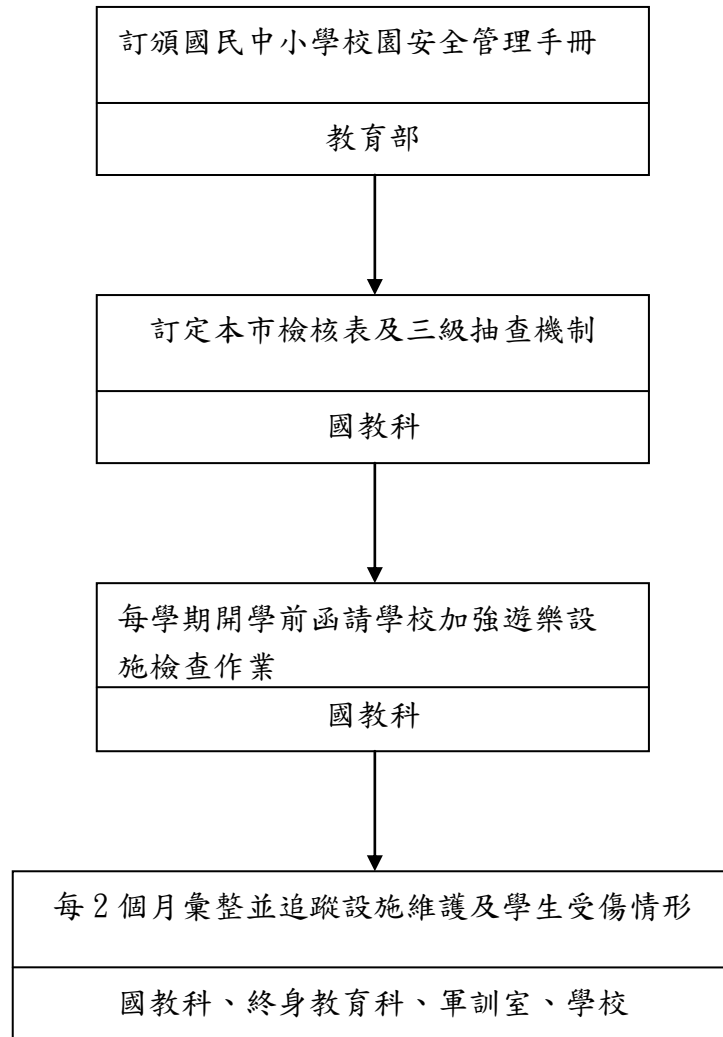 訂頒國民中小學校園安全管理手冊
教育部
訂定本市檢核表及三級抽查機制
國教科
每學期開學前函請學校加強遊樂設
施檢查作業
國教科
每2個月彙整並追蹤設施維護及學生受傷情形
國教科、終身教育科、軍訓室、學校